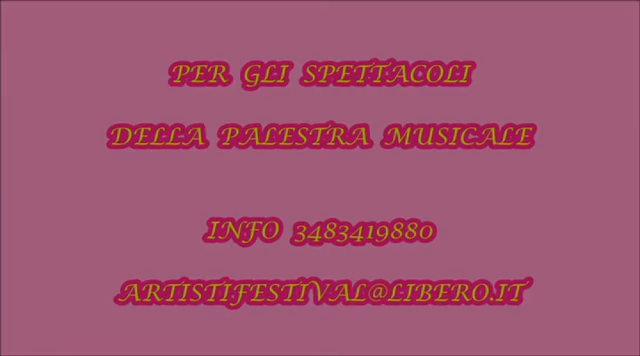 PER GLI SPETTACOLI
DELLA PALESTRA MUSICALE
INFO 3483419880
ARTISTIFESTIVAL@LIBERO.IT